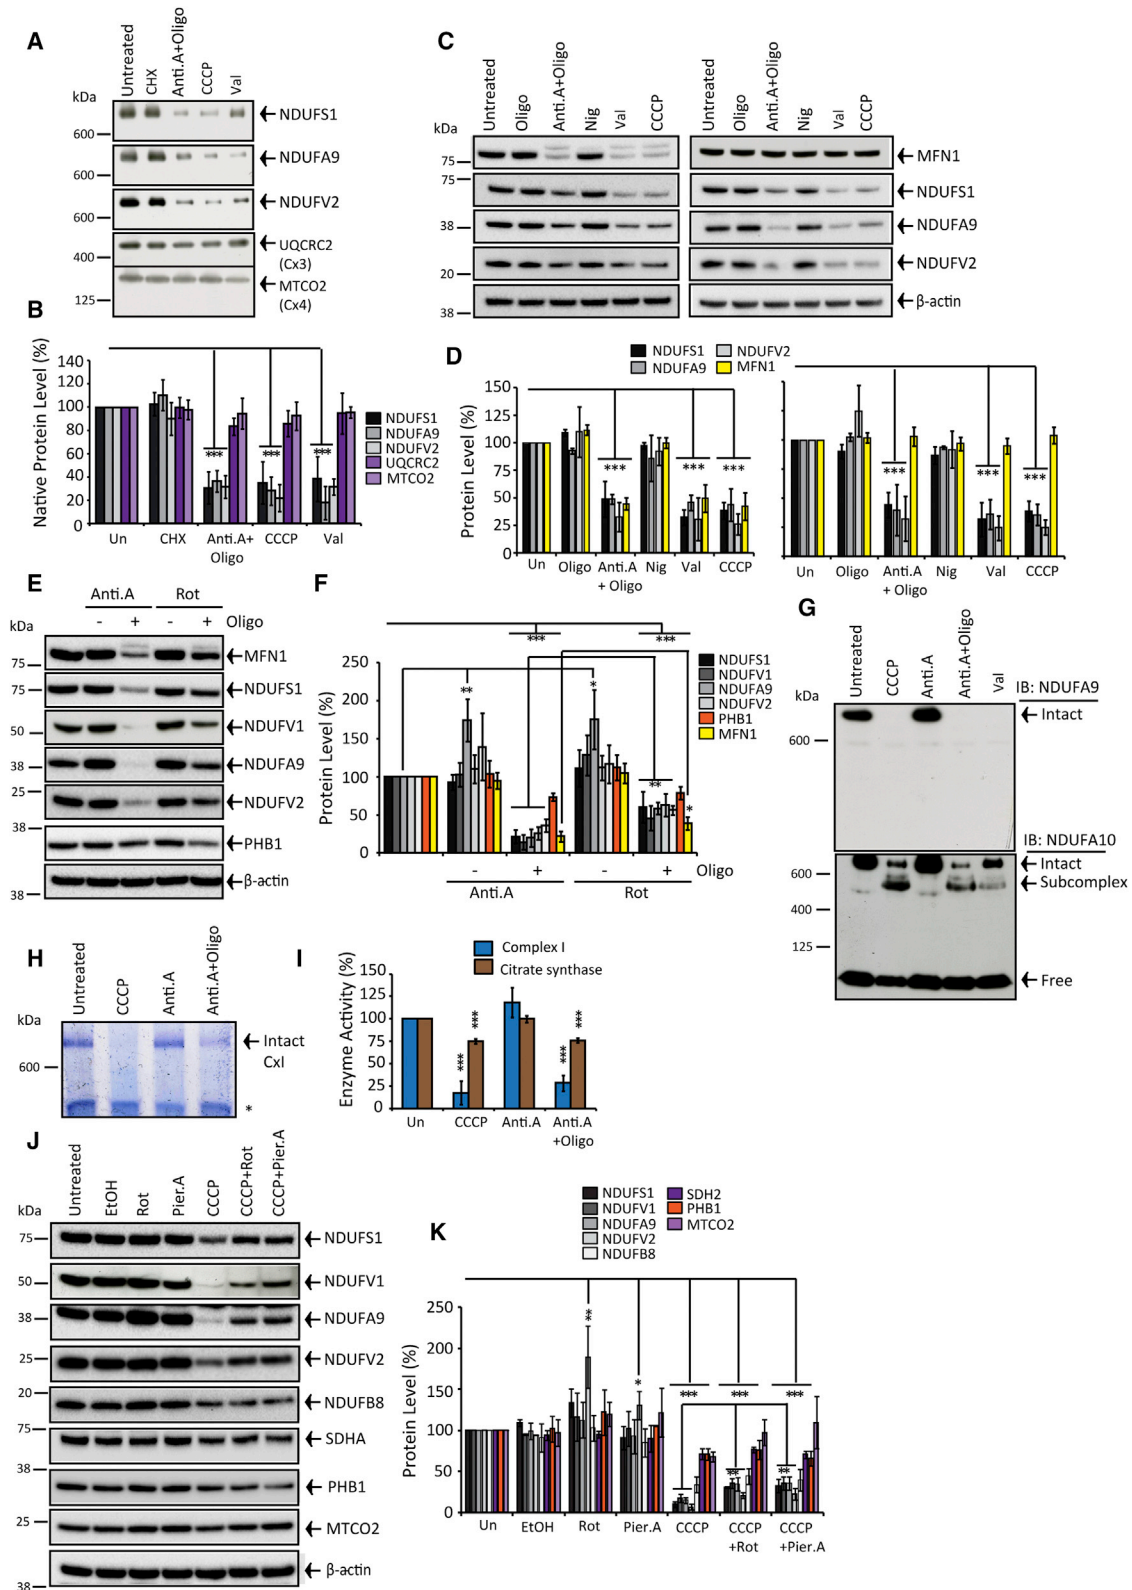 A
Untreated
CHX
Anti.A+Oligo
CCCP
Val
kDa
NDUFS1
600
NDUFA9
600
NDUFV2
600
UQCRC2
(Cx3)
400
MTCO2
(Cx4)
125
B
Native Protein Level (%)
140
120
100
80
60
40
20
0
*** *** ***
Un CHX Anti.A+ Oligo CCCP Val
NDUFS1
NDUFA9
NDUFV2
UQCRC2
MTCO2
C
Untreated
Oligo
Anti.A+Oligo
Nig
Val
CCCP
Untreated
Oligo
Anti.A+Oligo
Nig
Val
CCCP
kDa
75
MFN1
75
NDUFS1
38
NDUFA9
20
NDUFV2
38
β-actin
D
NDUFS1 NDUFV2
NDUFA9 MFN1
Protein Level (%)
150
125
100
75
50
25
0
*** *** ***
Un Oligo Anti.A + Oligo Nig Val CCCP
*** *** ***
Un Oligo Anti.A + Oligo Nig Val CCCP
E
Anti.A Rot
- + - + Oligo
kDa
75
MFN1
75
NDUFS1
50
NDUFV1
38
NDUFA9
25
NDUFV2
38
PHB1
38
β-actin
F
Protein Level (%)
250
200
150
100
50
0
*** ***
** *
**
*
- + - + Oligo
Anti.A Rot
NDUFS1
NDUFV1
NDUFA9
NDUFV2
PHB1
MFN1
G
Untreated
CCCP
Anti.A
Anti.A+Oligo
Val
kDa
IB: NDUFA9
Intact
600
IB: NDUFA10
Intact
600
Subcomplex
400
125
Free
H
Untreated
CCCP
Anti.A
Anti.A+Oligo
kDa
Intact
CxI
600
*
I
Complex I
Citrate synthase
Enzyme Activity (%)
150
125
100
75
50
25
0
*** *** *** ***
Un CCCP Anti.A Anti.A +Oligo
J
Untreated
EtOH
Rot
Pier.A
CCCP
CCCP+Rot
CCCP+Pier.A
kDa
75
NDUFS1
50
NDUFV1
38
NDUFA9
25
NDUFV2
20
NDUFB8
75
SDHA
38
PHB1
25
MTCO2
38
β-actin
K
NDUFS1 SDH2
NDUFV1 PHB1
NDUFA9 MTCO2
NDUFV2
NDUFB8
Protein Level (%)
250
200
150
100
50
0
** *
*** *** ***
** **
Un EtOH Rot Pier.A CCCP CCCP +Rot CCCP +Pier.A